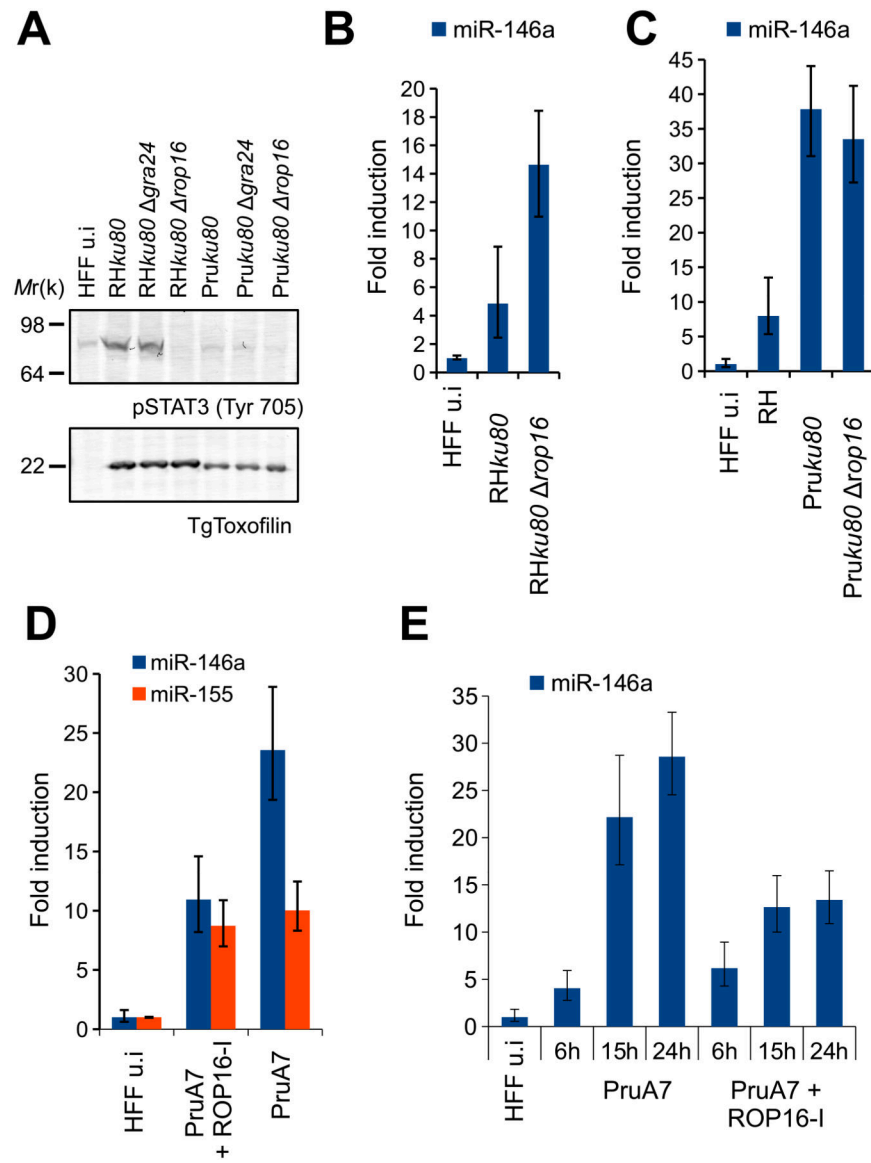 A
HFF u.i
RHku80
RHku80 Δgra24
RHku80 Δrop16
Pruku80
Pruku80 Δgra24
Pruku80 Δrop16
Mr(k)
98
64
pSTAT3 (Tyr 705)
22
TgToxofilin
B
miR-146a
Fold induction
20
18
16
14
12
10
8
6
4
2
0
HFF u.i
RHku80
RHku80 Δrop16
C
miR-146a
Fold induction
45
40
35
30
25
20
15
10
5
0
HFF u.i
RH
Pruku80
Pruku80 Δrop16
D
miR-146a
miR-155
Fold induction
30
25
20
15
10
5
0
HFF u.i
PruA7
+ ROP16-I
PruA7
E
miR-146a
Fold induction
35
30
25
20
15
10
5
0
HFF u.i
6h 15h 24h 6h 15h 24h
PruA7
PruA7 +
ROP16-I